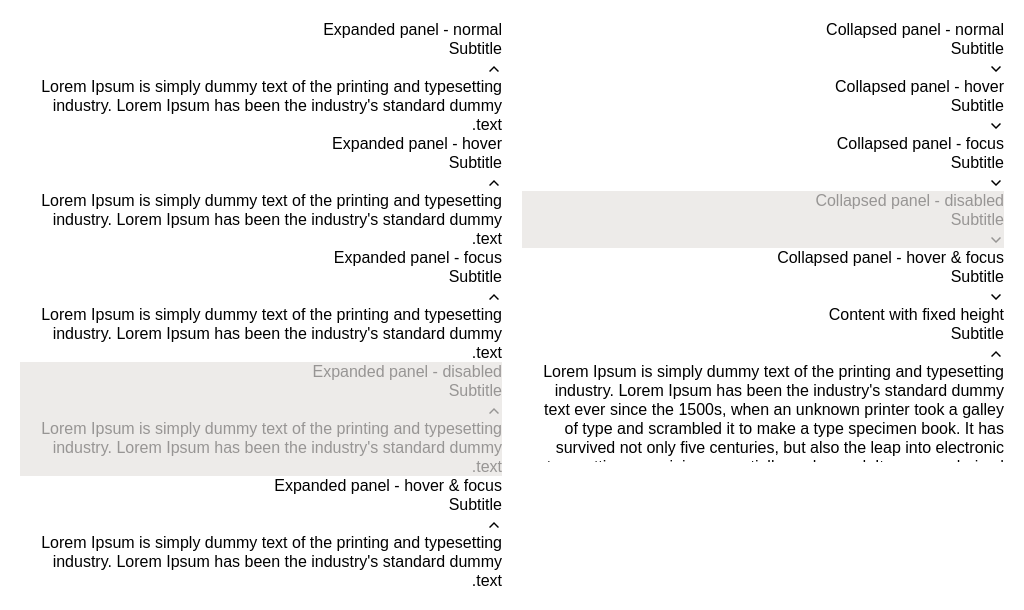 Expanded panel - normal
Subtitle
Lorem Ipsum is simply dummy text of the printing and typesetting
industry. Lorem Ipsum has been the industry's standard dummy
.text
Expanded panel - hover
Subtitle
Lorem Ipsum is simply dummy text of the printing and typesetting
industry. Lorem Ipsum has been the industry's standard dummy
.text
Expanded panel - focus
Subtitle
Lorem Ipsum is simply dummy text of the printing and typesetting
industry. Lorem Ipsum has been the industry's standard dummy
.text
Expanded panel - disabled
Subtitle
Lorem Ipsum is simply dummy text of the printing and typesetting
industry. Lorem Ipsum has been the industry's standard dummy
.text
Expanded panel - hover & focus
Subtitle
Lorem Ipsum is simply dummy text of the printing and typesetting
industry. Lorem Ipsum has been the industry's standard dummy
.text
Collapsed panel - normal
Subtitle
Collapsed panel - hover
Subtitle
Collapsed panel - focus
Subtitle
Collapsed panel - disabled
Subtitle
Collapsed panel - hover & focus
Subtitle
Content with fixed height
Subtitle
Lorem Ipsum is simply dummy text of the printing and typesetting
industry. Lorem Ipsum has been the industry's standard dummy
text ever since the 1500s, when an unknown printer took a galley
of type and scrambled it to make a type specimen book. It has
survived not only five centuries, but also the leap into electronic